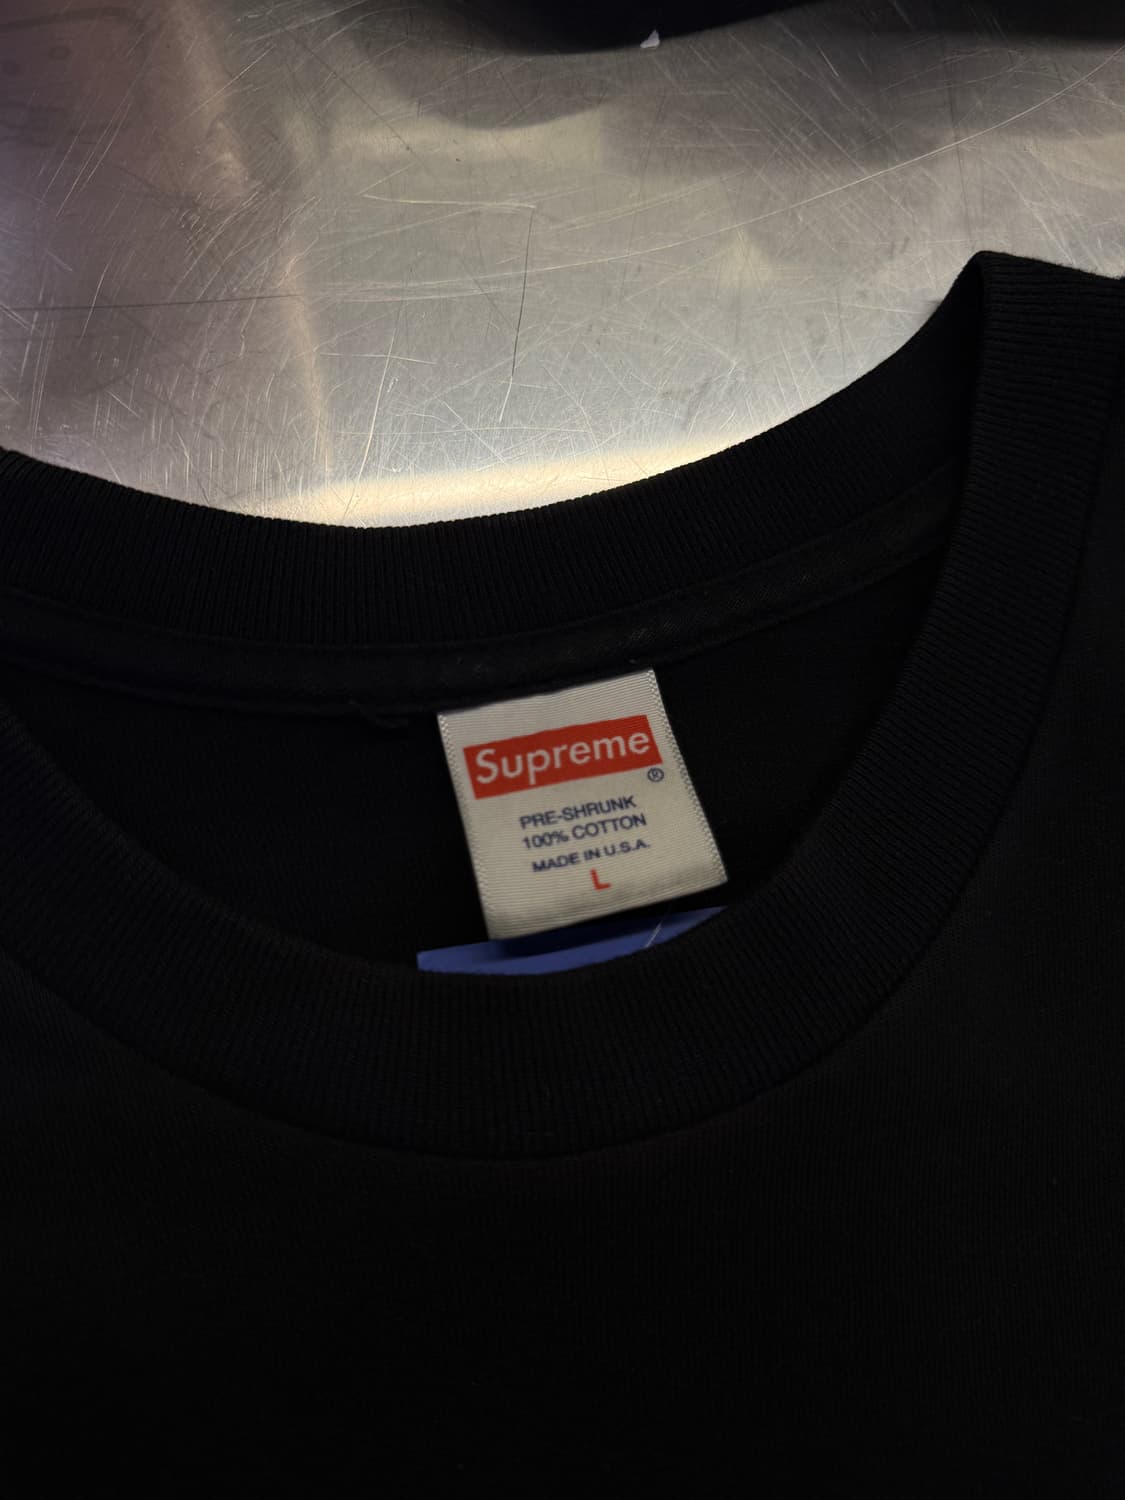 Supreme
®
PRE-SHRUNK
100% COTTON
MADE IN U.S.A.
L